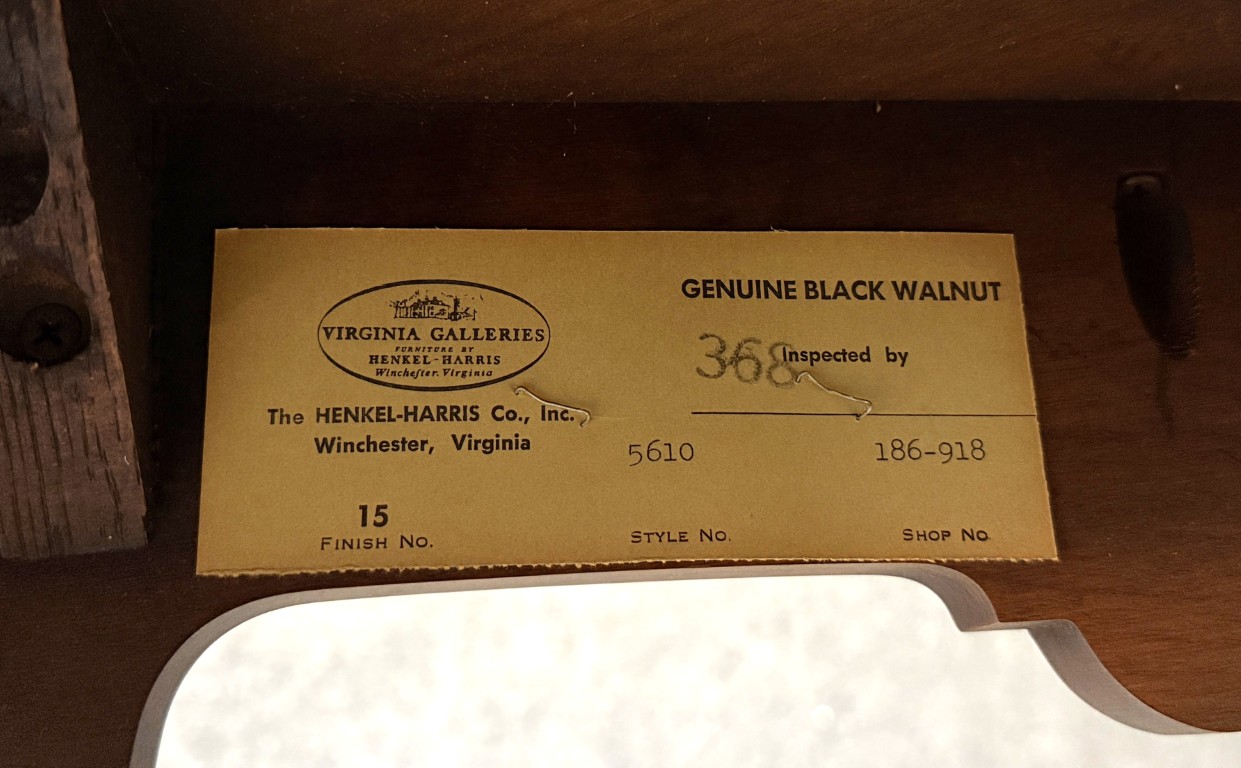 VIRGINIA GALLERIES
FURNITURE BY
HENKEL-HARRIS
Winchester, Virginia
The HENKEL-HARRIS Co., Inc.
Winchester, Virginia
15
FINISH NO.
GENUINE BLACK WALNUT
368 Inspected by
5610
STYLE NO.
186-918
SHOP NO